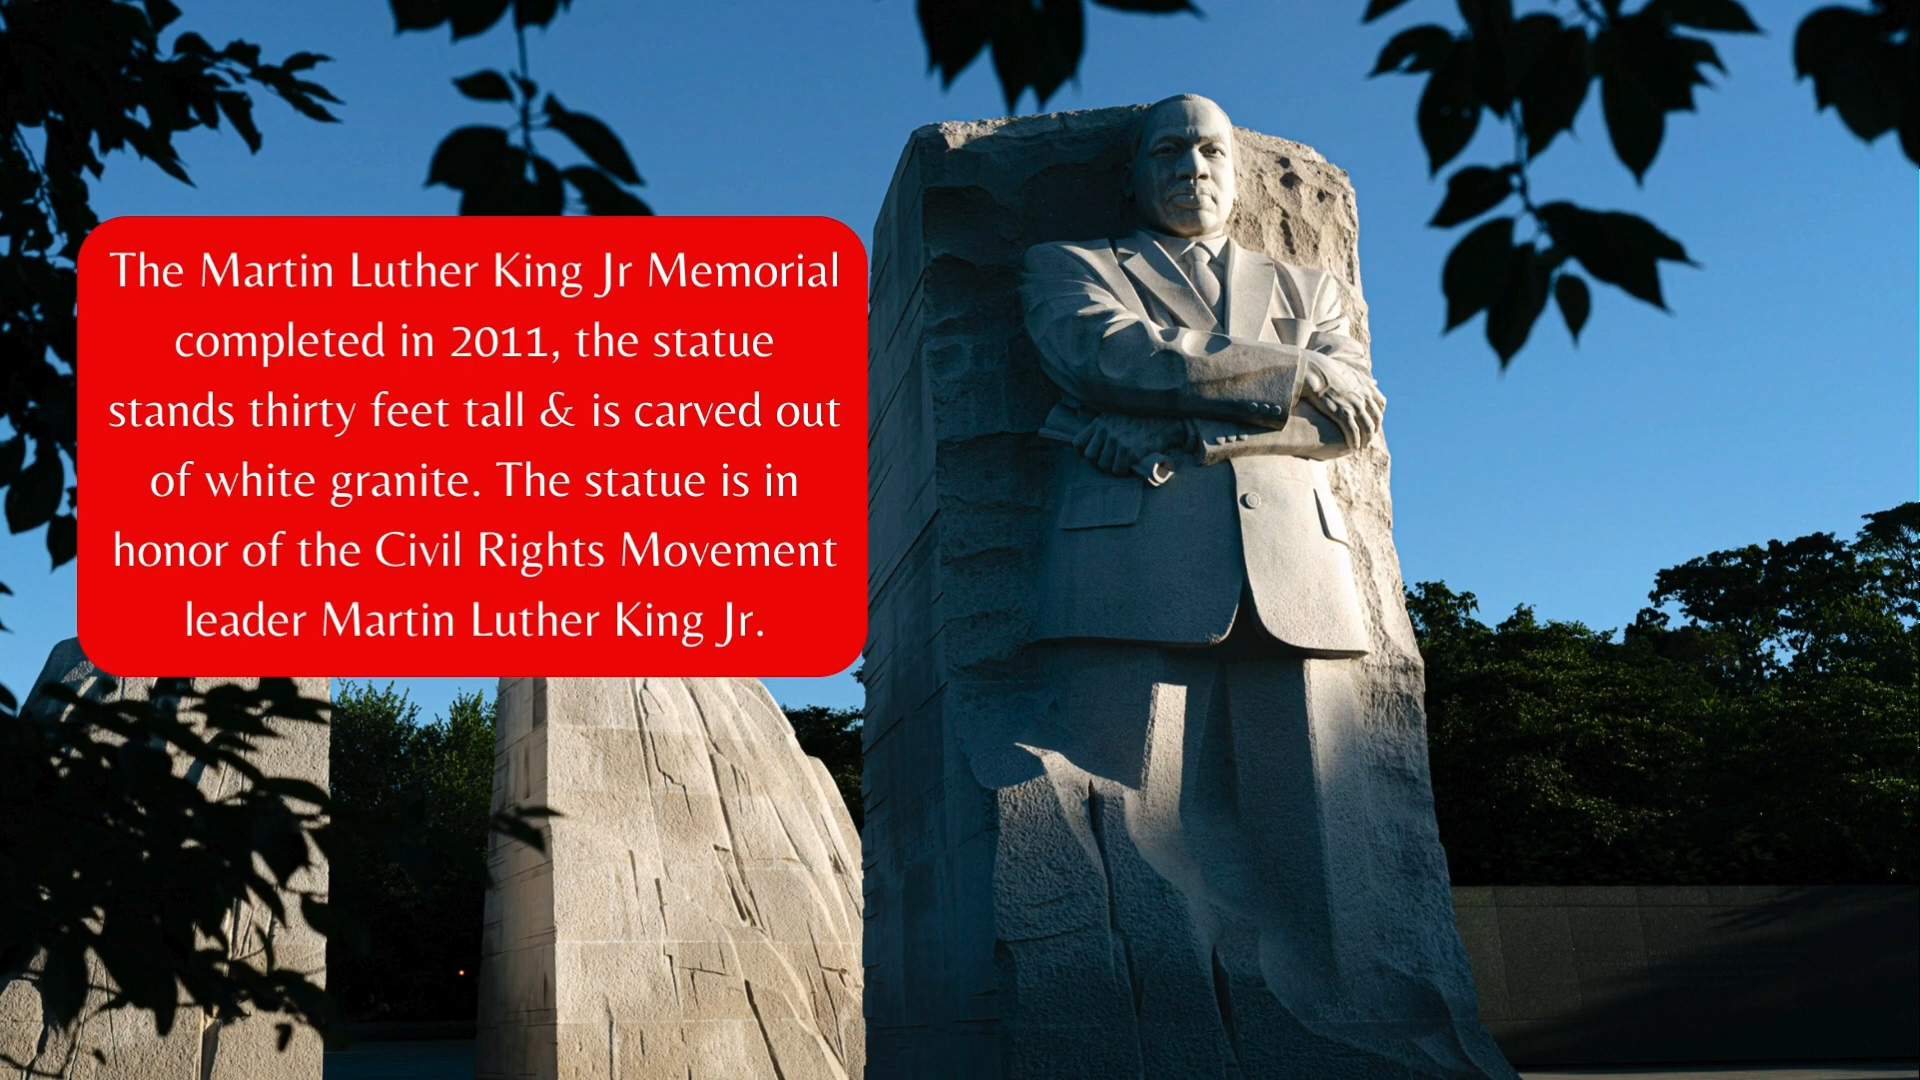 The Martin Luther King Jr Memorial
completed in 2011, the statue
stands thirty feet tall & is carved out
of white granite. The statue is in
honor of the Civil Rights Movement
leader Martin Luther King Jr.